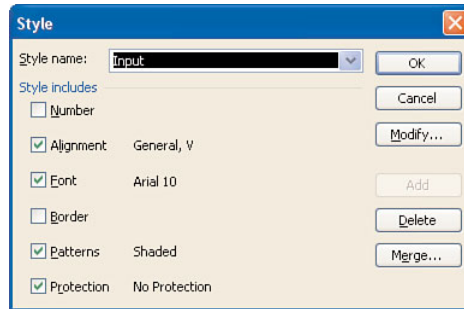 Style
Style name: Input
OK
Style includes
Cancel
Number
Modify...
Alignment General, V
Font Arial 10
Add
Border
Delete
Patterns Shaded
Merge...
Protection No Protection